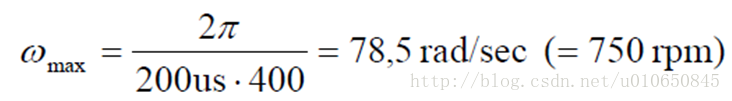 ω_max = 2π / (200us · 400) = 78,5 rad/sec (= 750 rpm)
http://blog.csdn.net/u010650845